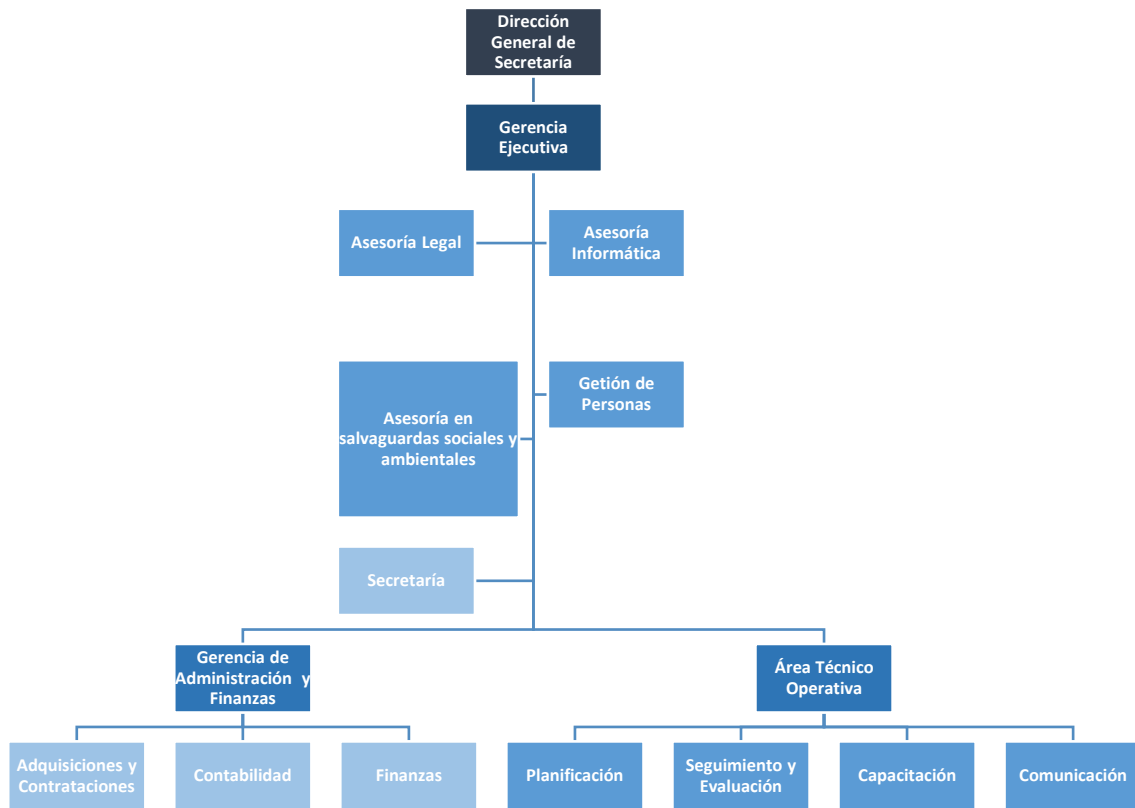 Dirección
General de
Secretaría
Gerencia
Ejecutiva
Asesoría Legal
Asesoría
Informática
Asesoría en
salvaguardas sociales y
ambientales
Getión de
Personas
Secretaría
Gerencia de
Administración y
Finanzas
Área Técnico
Operativa
Adquisiciones y
Contrataciones
Contabilidad
Finanzas
Planificación
Seguimiento y
Evaluación
Capacitación
Comunicación